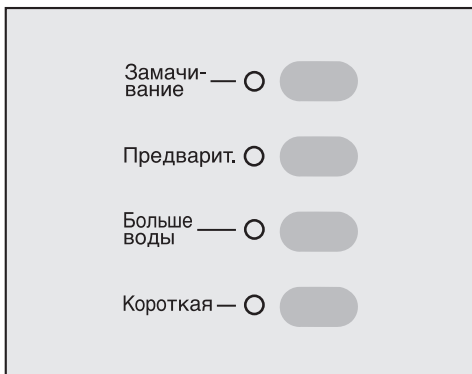 Замачи-
вание
Предварит.
Больше
воды
Короткая